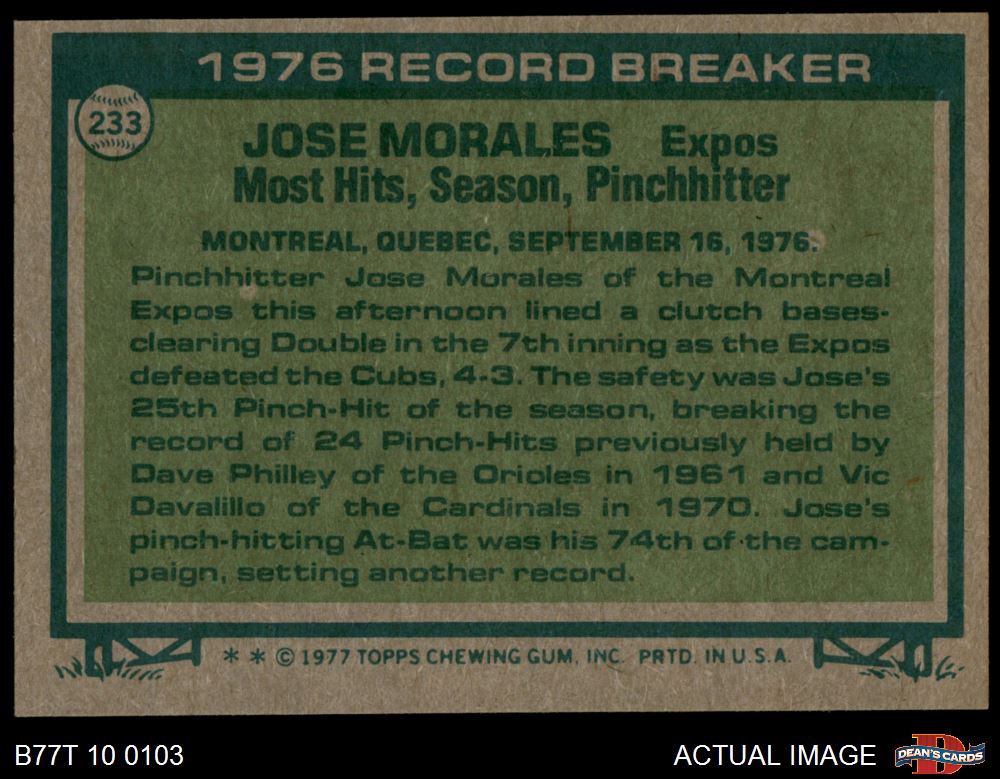 1976 RECORD BREAKER
233
JOSE MORALES Expos
Most Hits, Season, Pinchhitter
MONTREAL, QUEBEC, SEPTEMBER 16, 1976:
Pinchhitter Jose Morales of the Montreal
Expos this afternoon lined a clutch bases-
clearing Double in the 7th inning as the Expos
defeated the Cubs, 4-3. The safety was Jose's
25th Pinch-Hit of the season, breaking the
record of 24 Pinch-Hits previously held by
Dave Philley of the Orioles in 1961 and Vic
Davalillo of the Cardinals in 1970. Jose's
pinch-hitting At-Bat was his 74th of the cam-
paign, setting another record.
* * © 1977 TOPPS CHEWING GUM, INC. PRTD. IN U.S.A.
B77T 10 0103
ACTUAL IMAGE
D
DEAN'S CARDS